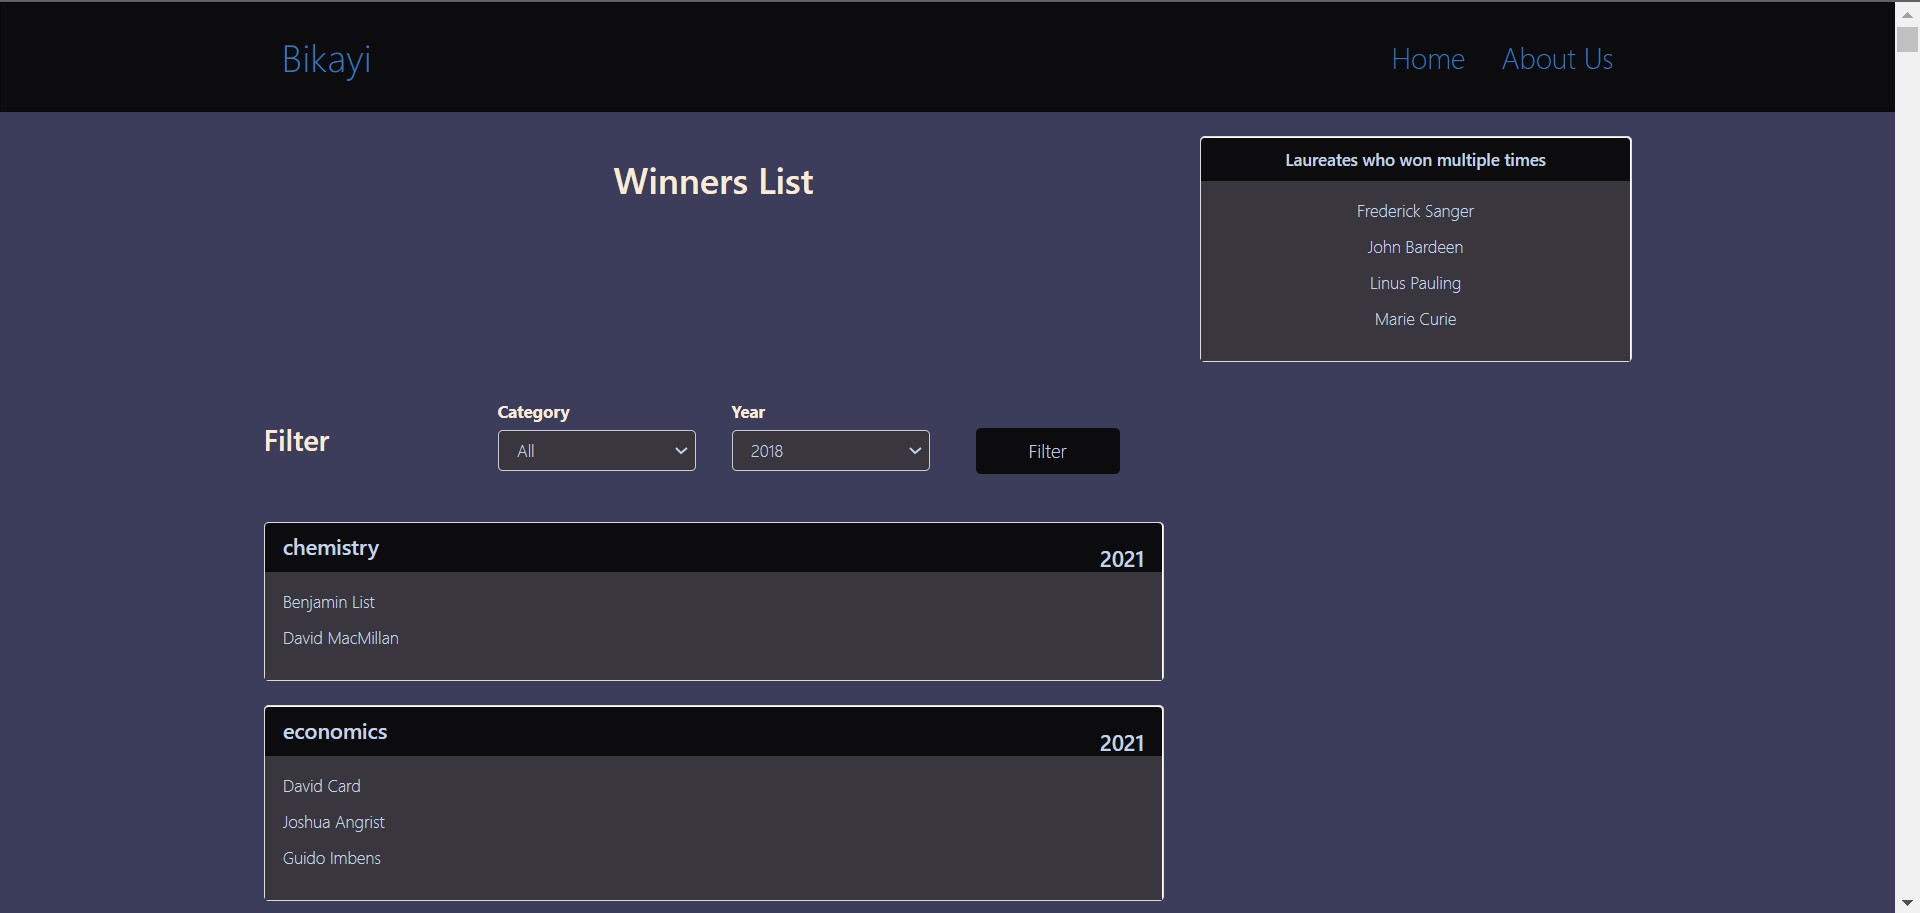 Bikayi
Home
About Us
Winners List
Laureates who won multiple times
Frederick Sanger
John Bardeen
Linus Pauling
Marie Curie
Filter
Category
All
Year
2018
Filter
chemistry
2021
Benjamin List
David MacMillan
economics
2021
David Card
Joshua Angrist
Guido Imbens